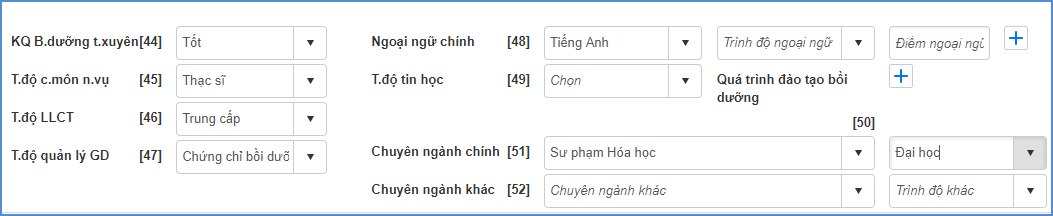 KQ B.dưỡng t.xuyên[44] Tốt Ngoại ngữ chính [48] Tiếng Anh Trình độ ngoại ngữ Điểm ngoại ngữ
T.độ c.môn n.vụ [45] Thạc sĩ T.độ tin học [49] Chọn Quá trình đảo tạo bồi
dưỡng
T.độ LLCT [46] Trung cấp [50]
T.độ quản lý GD [47] Chứng chỉ bồi dưỡ Chuyên ngành chính [51] Sư phạm Hóa học Đại học
Chuyên ngành khác [52] Chuyên ngành khác Trình độ khác